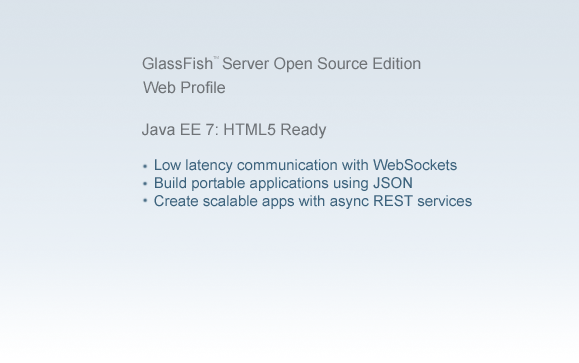 GlassFish™ Server Open Source Edition
Web Profile
Java EE 7: HTML5 Ready
• Low latency communication with WebSockets
• Build portable applications using JSON
• Create scalable apps with async REST services